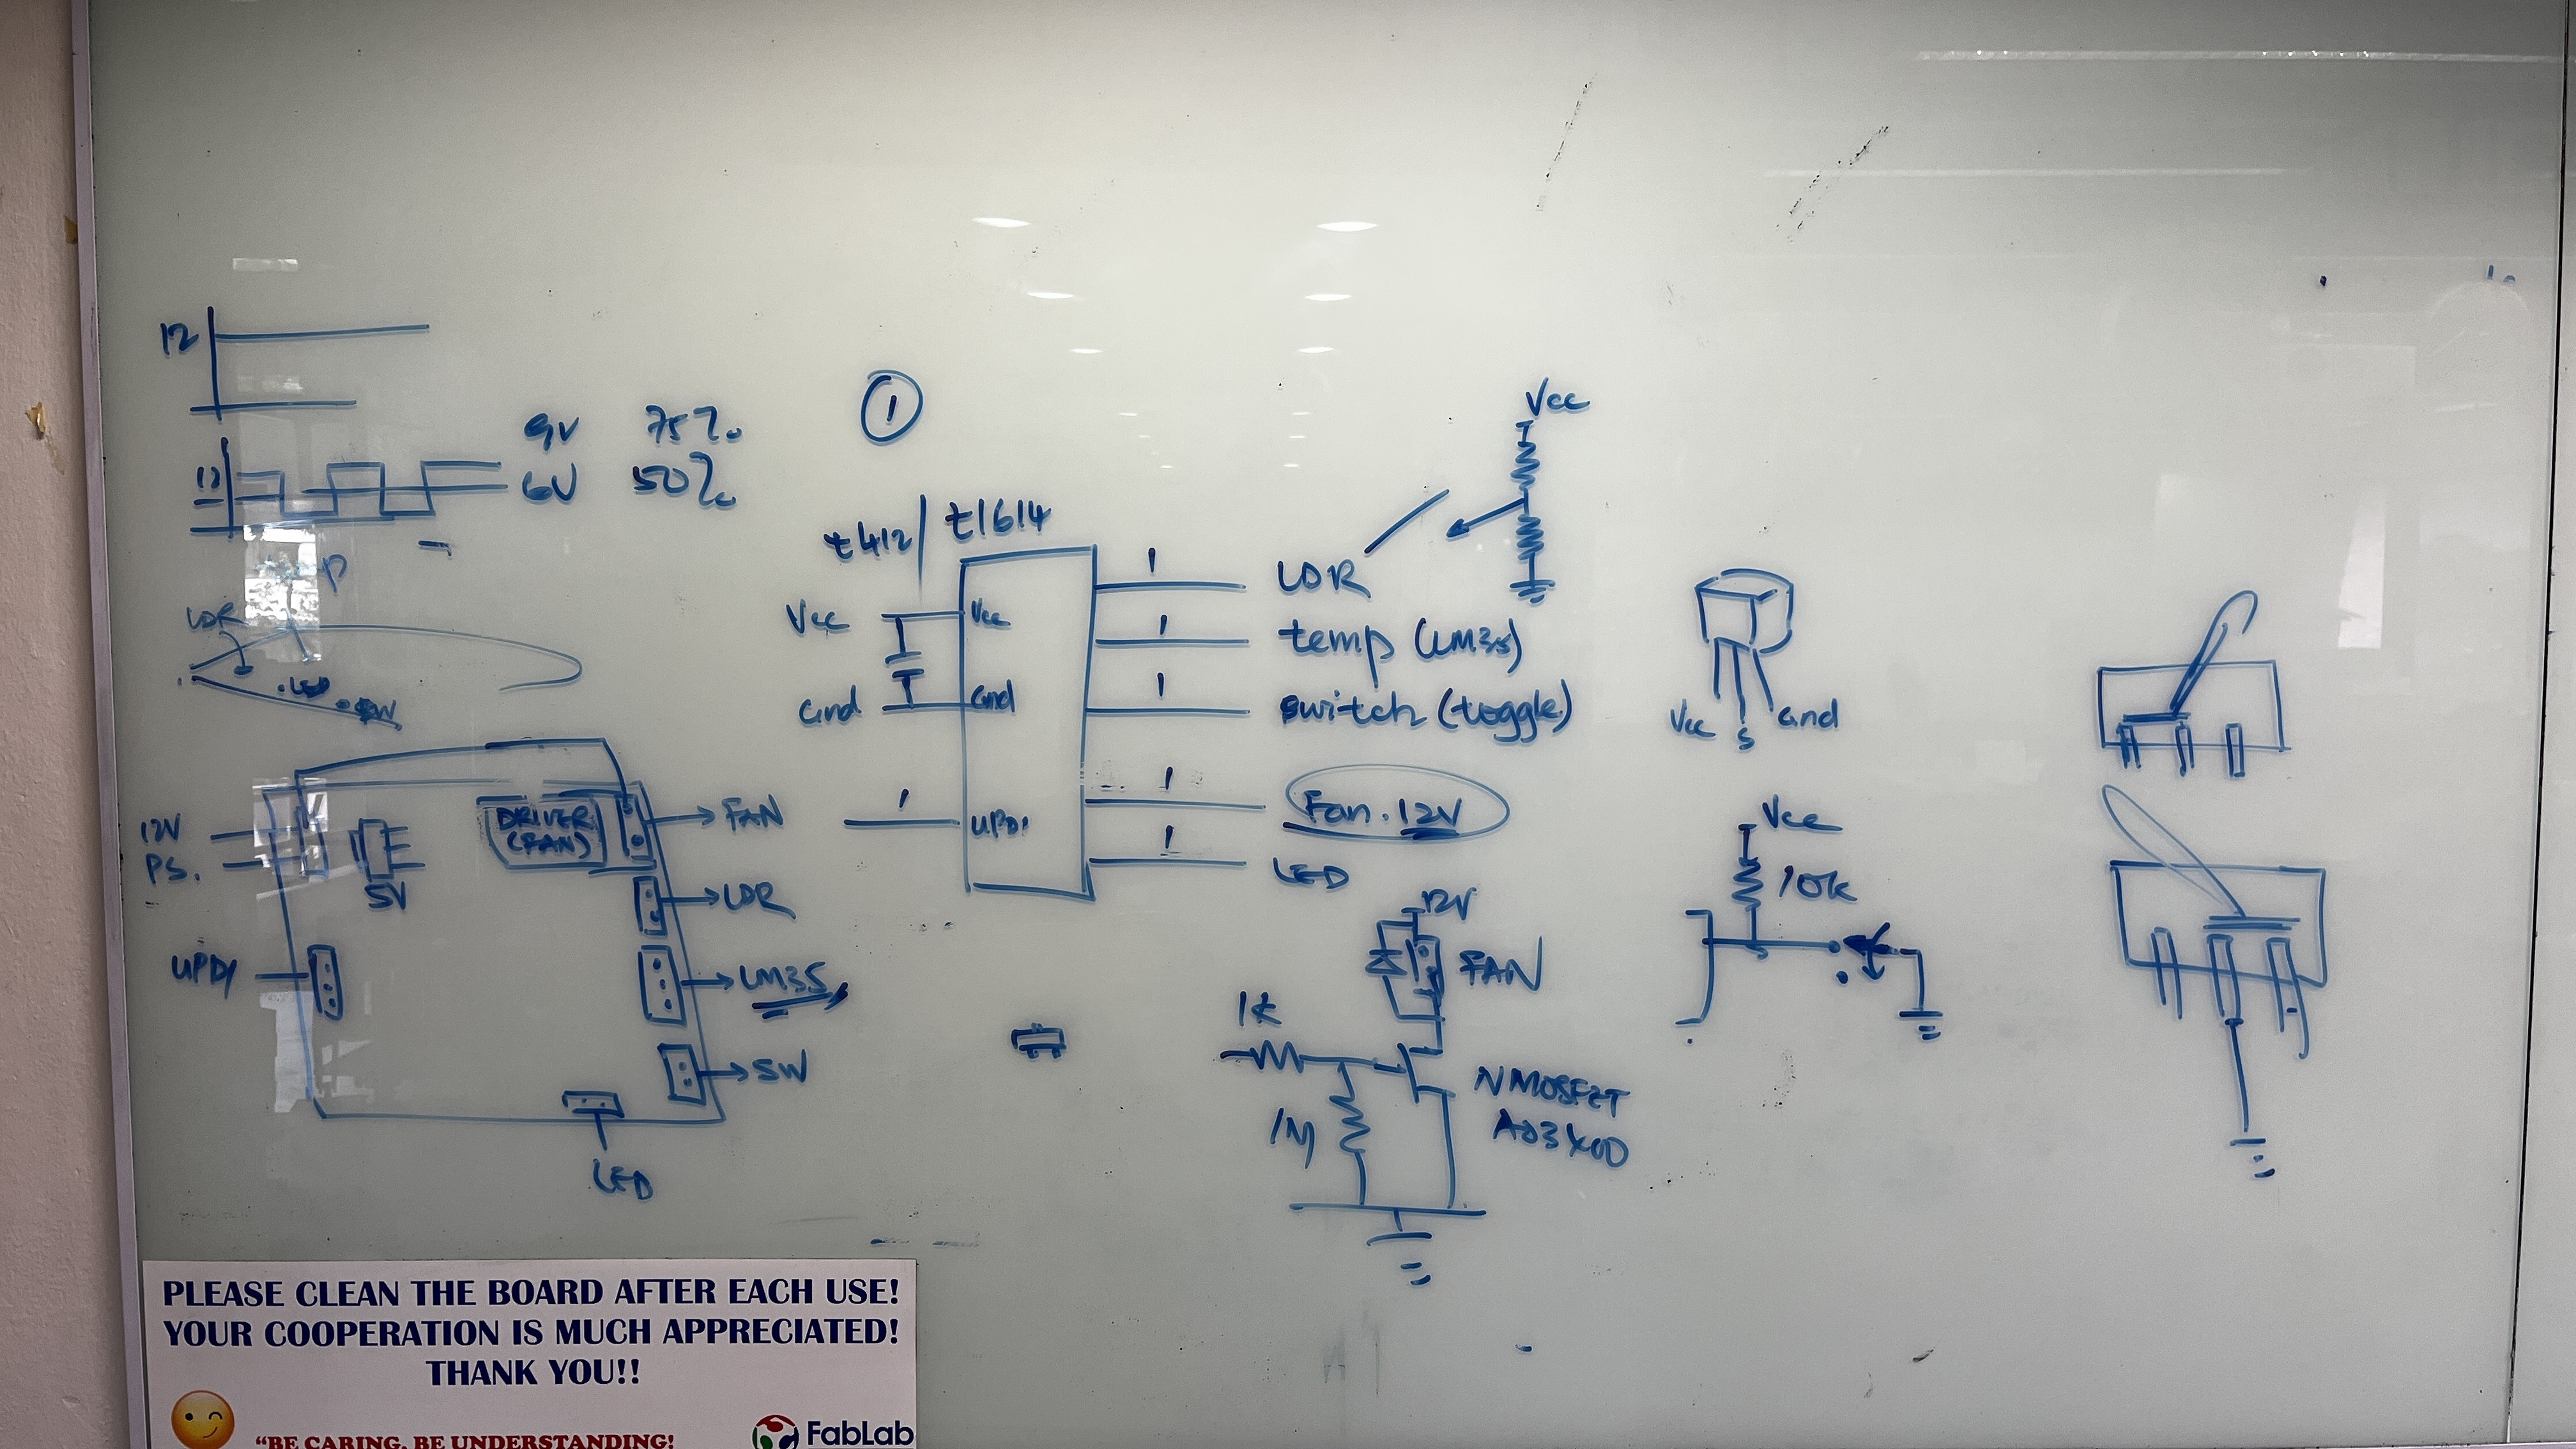 12
9V 75%
12
6V 50%
P
LDR
.LED
.SW
1
t412 t1614
Vcc Vcc
Gnd Gnd
1 UPDI
1 LDR
1 temp (LM35)
1 switch (toggle)
1 Fan. 12V
1 LED
Vcc
Vcc S Gnd
12V
PS.
5V
DRIVER
(FAN)
FAN
LDR
LM35
SW
UPDI
LED
12V
FAN
1K
1M
NMOSFET
Vcc
10k
PLEASE CLEAN THE BOARD AFTER EACH USE!
YOUR COOPERATION IS MUCH APPRECIATED!
THANK YOU!!
"BE CARING, BE UNDERSTANDING!
FabLab